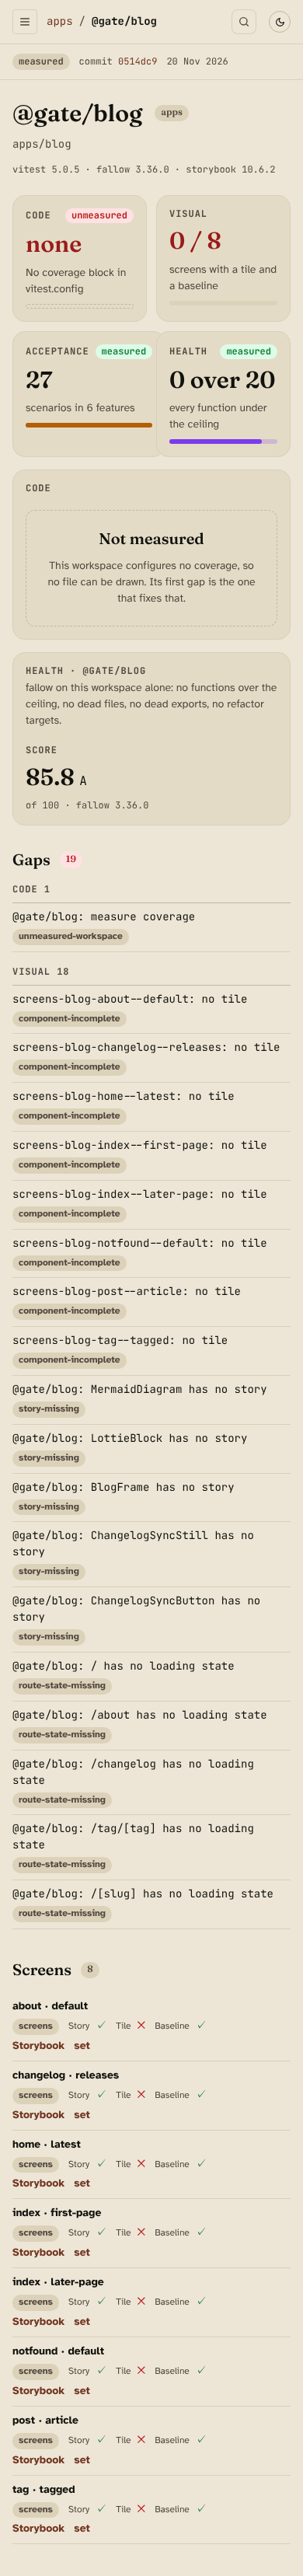 apps / @gate/blog
measured commit 0514dc9 20 Nov 2026
@gate/blog apps
apps/blog
vitest 5.0.5 · fallow 3.36.0 · storybook 10.6.2
CODE unmeasured
none
No coverage block in
vitest.config
VISUAL
0 / 8
screens with a tile and
a baseline
ACCEPTANCE measured
27
scenarios in 6 features
HEALTH measured
0 over 20
every function under
the ceiling
CODE
Not measured
This workspace configures no coverage, so
no file can be drawn. Its first gap is the one
that fixes that.
HEALTH · @GATE/BLOG
fallow on this workspace alone: no functions over the
ceiling, no dead files, no dead exports, no refactor
targets.
SCORE
85.8 A
of 100 · fallow 3.36.0
Gaps 19
CODE 1
@gate/blog: measure coverage
unmeasured-workspace
VISUAL 18
screens-blog-about--default: no tile
component-incomplete
screens-blog-changelog--releases: no tile
component-incomplete
screens-blog-home--latest: no tile
component-incomplete
screens-blog-index--first-page: no tile
component-incomplete
screens-blog-index--later-page: no tile
component-incomplete
screens-blog-notfound--default: no tile
component-incomplete
screens-blog-post--article: no tile
component-incomplete
screens-blog-tag--tagged: no tile
component-incomplete
@gate/blog: MermaidDiagram has no story
story-missing
@gate/blog: LottieBlock has no story
story-missing
@gate/blog: BlogFrame has no story
story-missing
@gate/blog: ChangelogSyncStill has no
story
story-missing
@gate/blog: ChangelogSyncButton has no
story
story-missing
@gate/blog: / has no loading state
route-state-missing
@gate/blog: /about has no loading state
route-state-missing
@gate/blog: /changelog has no loading
state
route-state-missing
@gate/blog: /tag/[tag] has no loading
state
route-state-missing
@gate/blog: /[slug] has no loading state
route-state-missing
Screens 8
about · default
screens Story ✓ Tile ✕ Baseline ✓
Storybook set
changelog · releases
screens Story ✓ Tile ✕ Baseline ✓
Storybook set
home · latest
screens Story ✓ Tile ✕ Baseline ✓
Storybook set
index · first-page
screens Story ✓ Tile ✕ Baseline ✓
Storybook set
index · later-page
screens Story ✓ Tile ✕ Baseline ✓
Storybook set
notfound · default
screens Story ✓ Tile ✕ Baseline ✓
Storybook set
post · article
screens Story ✓ Tile ✕ Baseline ✓
Storybook set
tag · tagged
screens Story ✓ Tile ✕ Baseline ✓
Storybook set